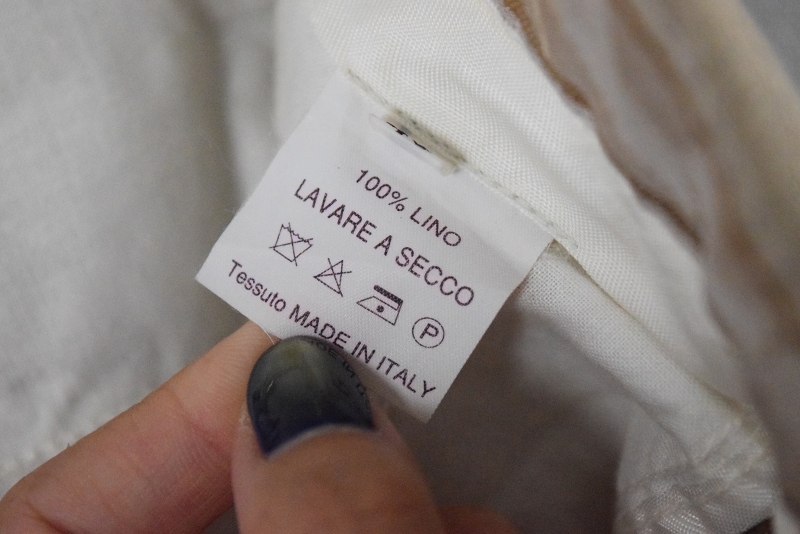 100% LINO
LAVARE A SECCO
P
Tessuto MADE IN ITALY